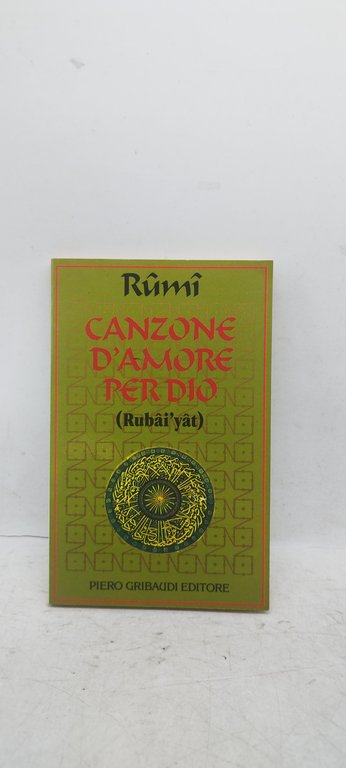 Rûmî
CANZONE
D'AMORE
PER DIO
(Rubâi'yât)
PIERO GRIBAUDI EDITORE